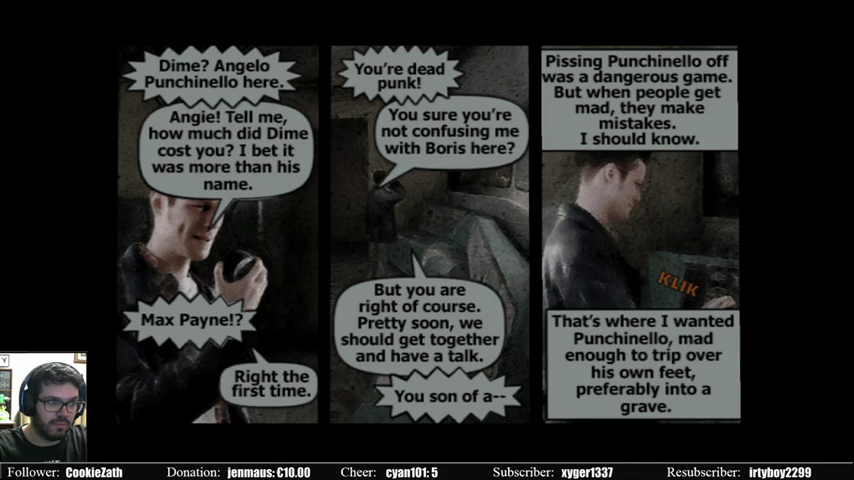 Dime? Angelo
Punchinello here.
Angie! Tell me,
how much did Dime
cost you? I bet it
was more than his
name.
Max Payne!?
Right the
first time.
You're dead
punk!
You sure you're
not confusing me
with Boris here?
But you are
right of course.
Pretty soon, we
should get together
and have a talk.
You son of a--
Pissing Punchinello off
was a dangerous game.
But when people get
mad, they make
mistakes.
I should know.
KLIK
That's where I wanted
Punchinello, mad
enough to trip over
his own feet,
preferably into a
grave.
Follower: CookieZath Donation: jenmaus: €10.00 Cheer: cyan101: 5 Subscriber: xyger1337 Resubscriber: irtyboy2299